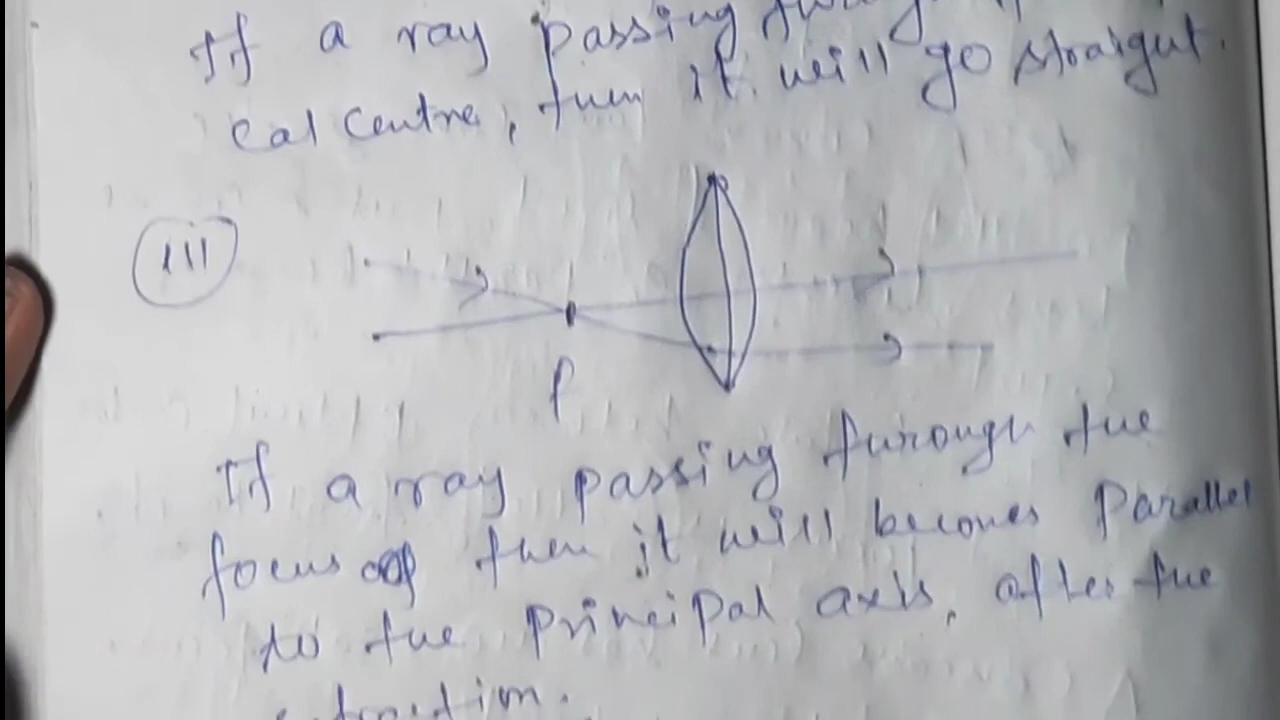 If a ray passing through
cal centre, then it will go straight.
III
f
If a ray passing through the
focus of then it will becomes parallel
to the principal axis, after the